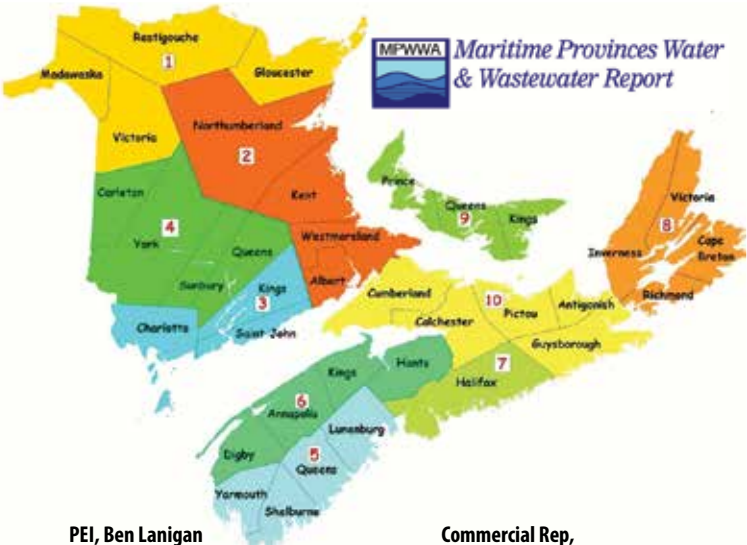 MPWWA Maritime Provinces Water
& Wastewater Report
Restigouche
1
Madawaska
Gloucester
Victoria
Northumberland
2
Kent
Carleton
4
York
Queens
Sunbury
Westmorsland
Albert
Kings
3
Charlotte
Saint John
Prince
Queens
9
Kings
Victoria
8
Cape
Breton
Inverness
Richmond
Cumberland
10
Colchester
Pictou
Antigonish
Guysborough
7
Halifax
Hants
Kings
6
Annapolis
Digby
Lunenburg
5
Queens
Yarmouth
Shelburne
PEI, Ben Lanigan
Commercial Rep,